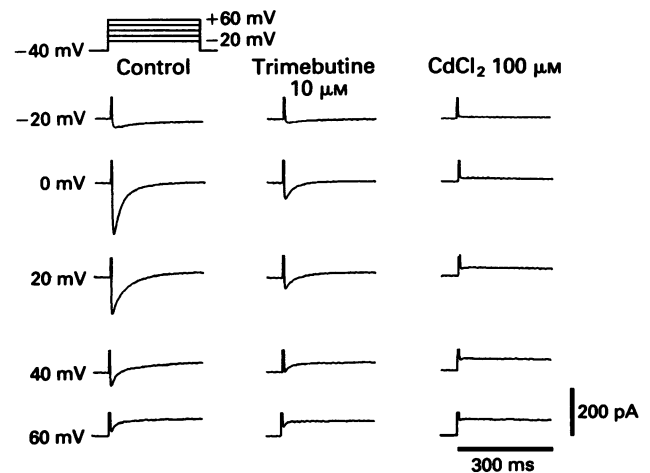 +60 mV
−20 mV
−40 mV
Control
Trimebutine
10 μM
CdCl₂ 100 μM
−20 mV
0 mV
20 mV
40 mV
60 mV
200 pA
300 ms